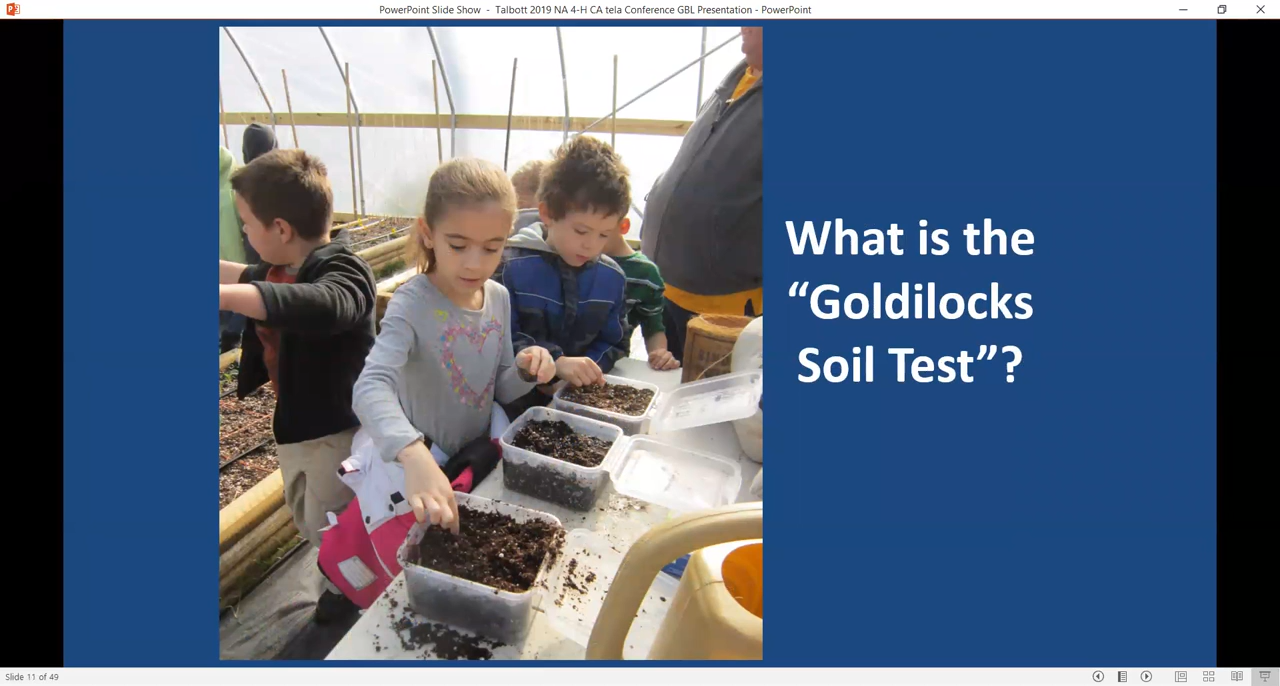 PowerPoint Slide Show - Talbott 2019 NA 4-H CA tela Conference GBL Presentation - PowerPoint
What is the
“Goldilocks
Soil Test”?
Slide 11 of 49